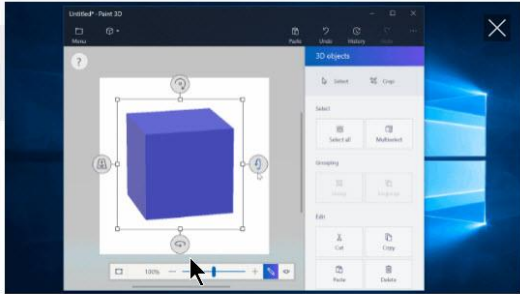 Untitled* - Paint 3D
Menu
Paste
Undo
History
3D objects
Select
Crop
Select
Select all
Multiselect
Grouping
Edit
Cut
Copy
Paste
Delete
100%
?